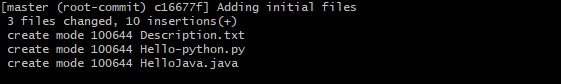 [master (root-commit) c16677f] Adding initial files
 3 files changed, 10 insertions(+)
 create mode 100644 Description.txt
 create mode 100644 Hello-python.py
 create mode 100644 HelloJava.java